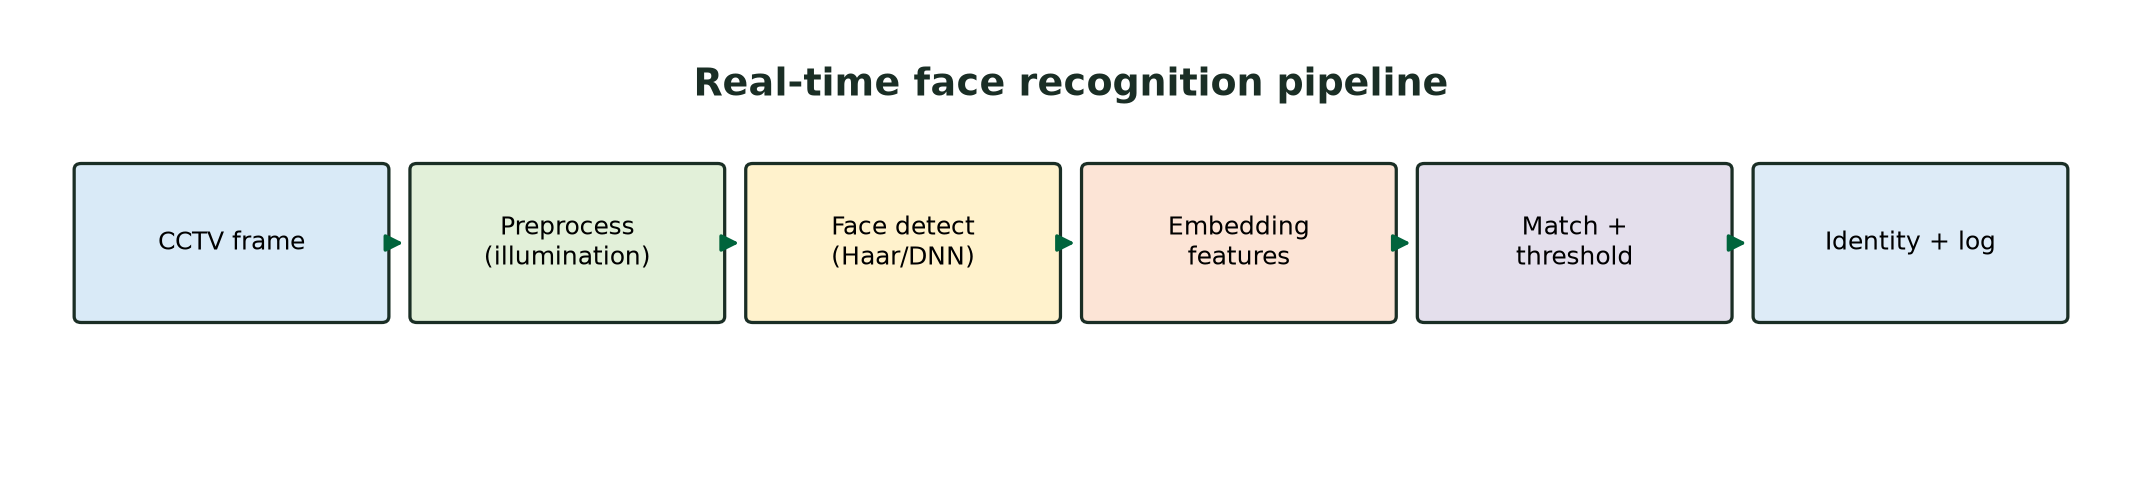 Real-time face recognition pipeline
CCTV frame
Preprocess
(illumination)
Face detect
(Haar/DNN)
Embedding
features
Match +
threshold
Identity + log